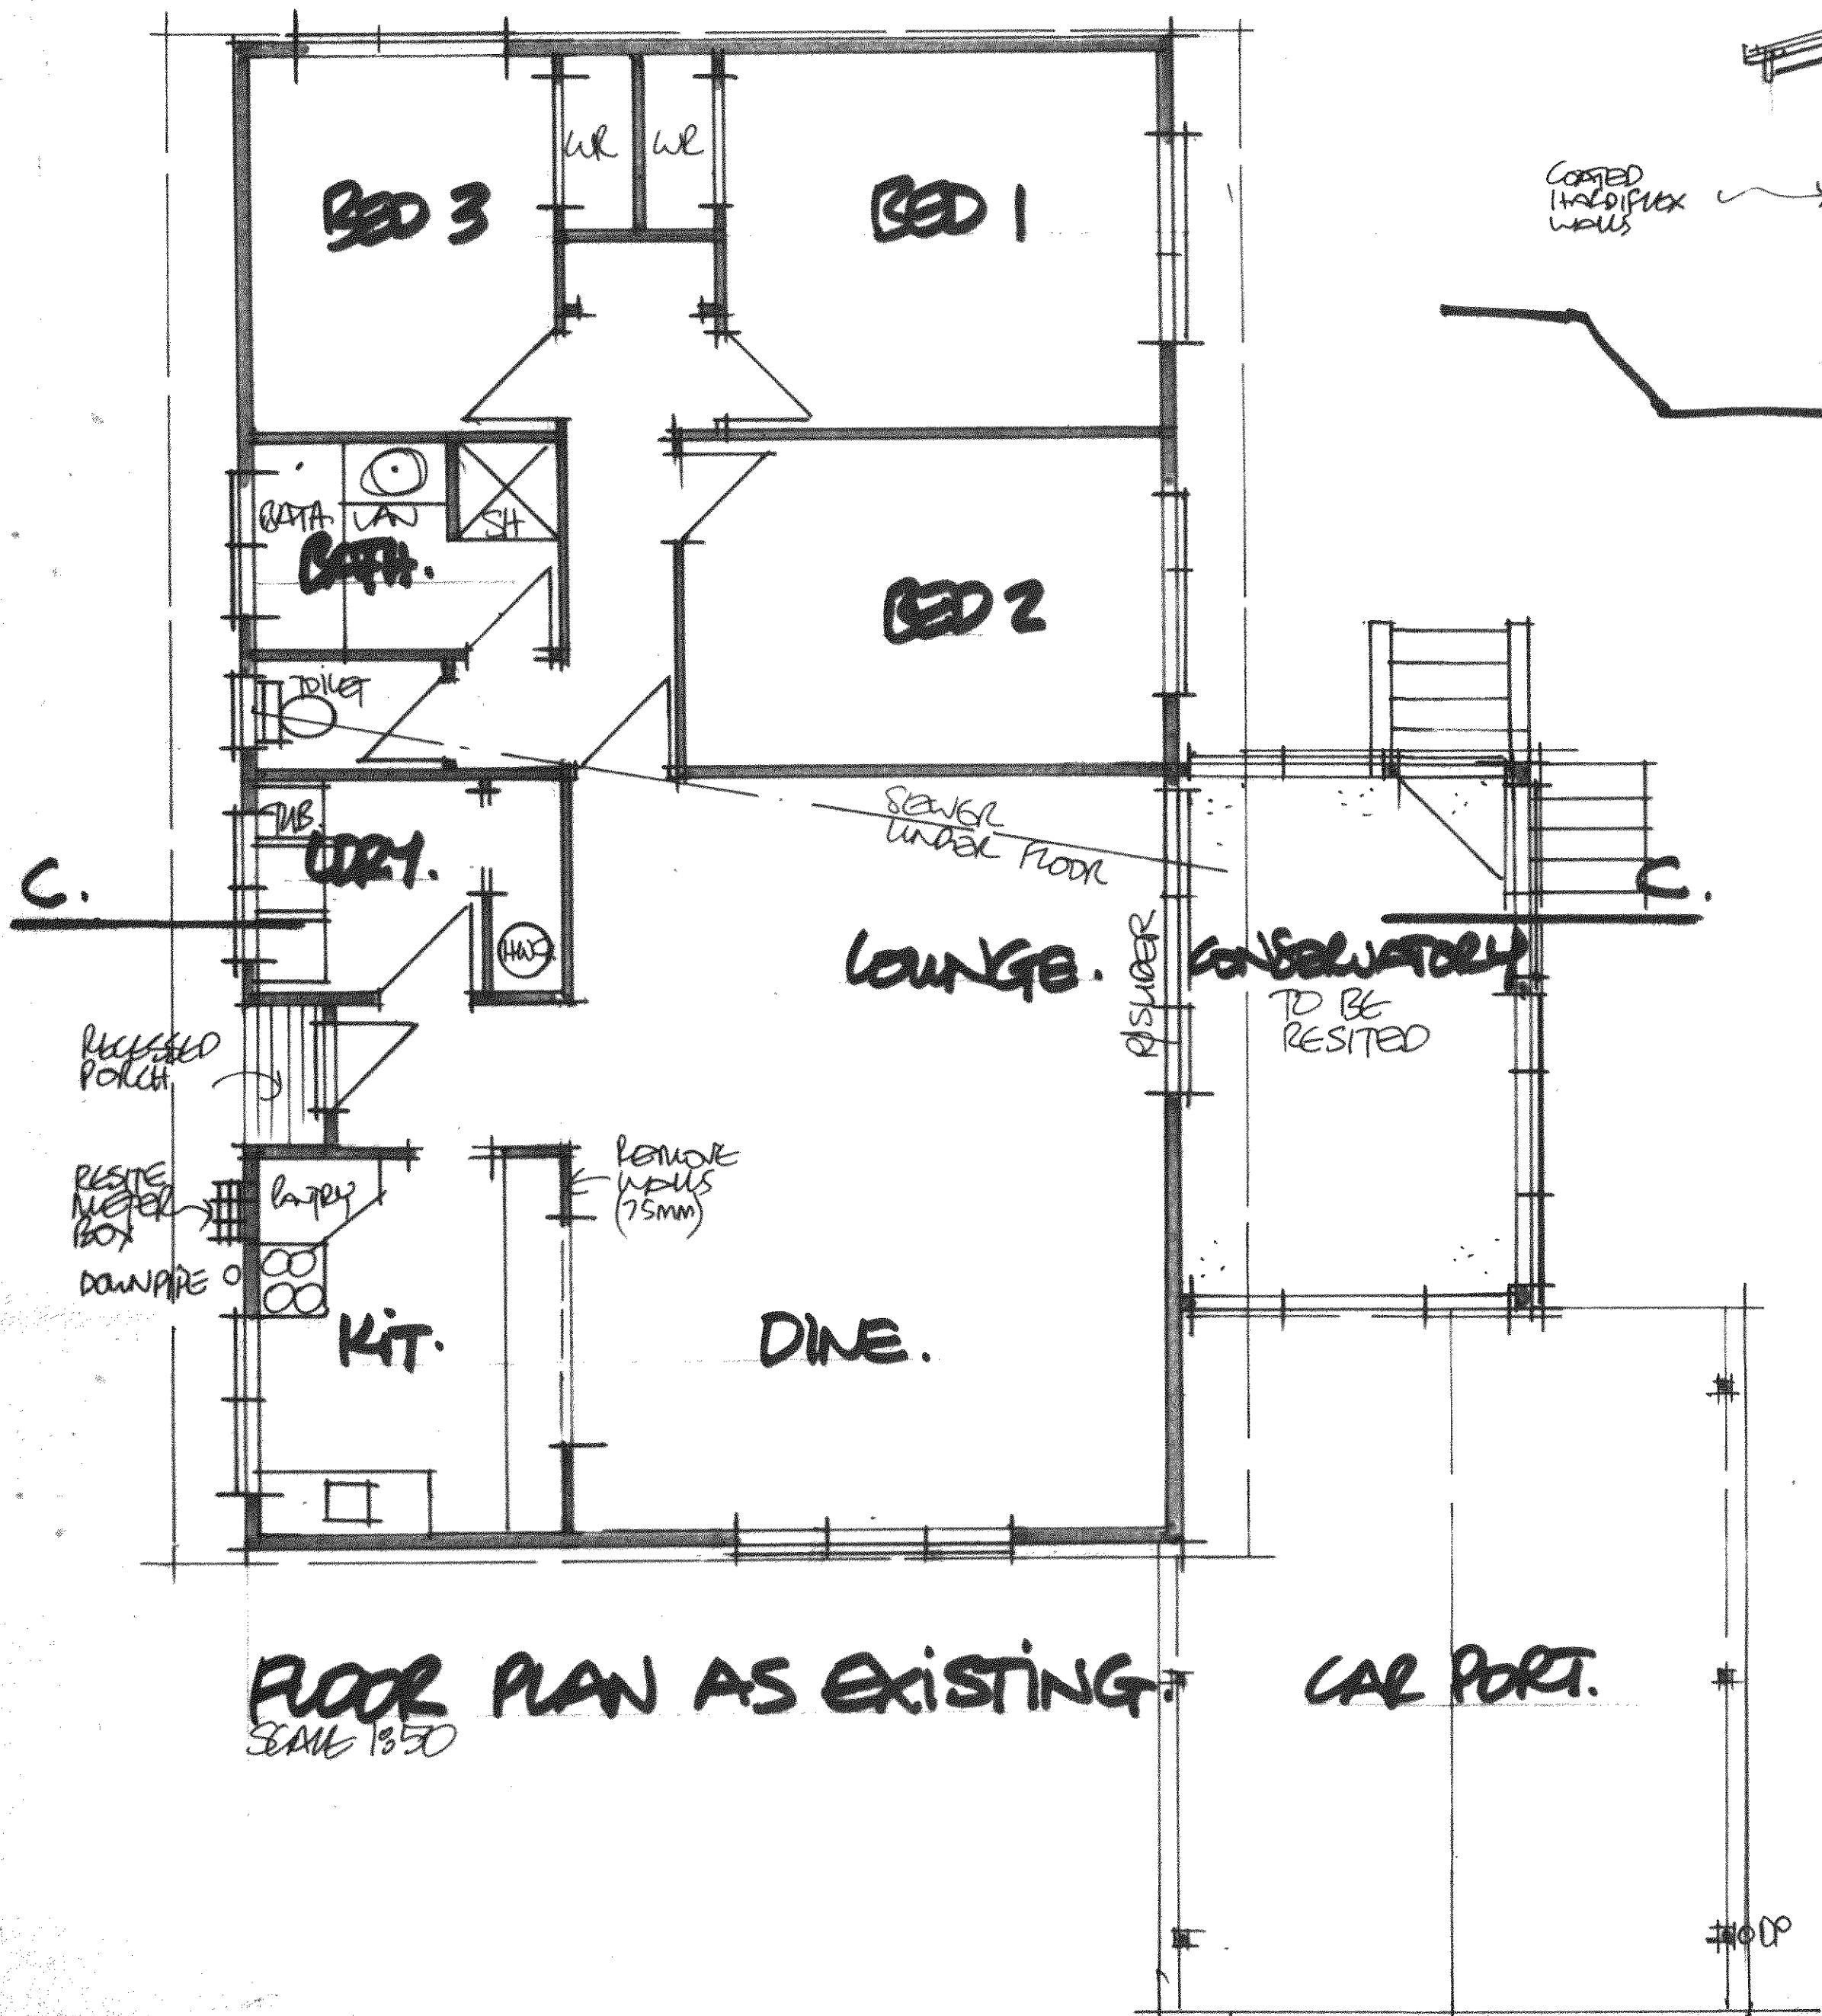 WR
WR
BED 3
BED 1
COATED
HARDIFLEX
WALLS
BATH
VAN
SH
BATH.
BED 2
TOILET
TUB.
LDRY.
SEWER
UNDER FLOOR
C.
C.
HWS
LOUNGE.
R/SLIDER
CONSERVATORY
TO BE
RESITED
RECESSED
PORCH
REMOVE
WALLS
(75mm)
RESITE
METER
BOX
PANTRY
DOWNPIPE
KiT.
DINE.
FLOOR PLAN AS EXiSTiNG.
SCALE 1:50
CAR PORT.
DP